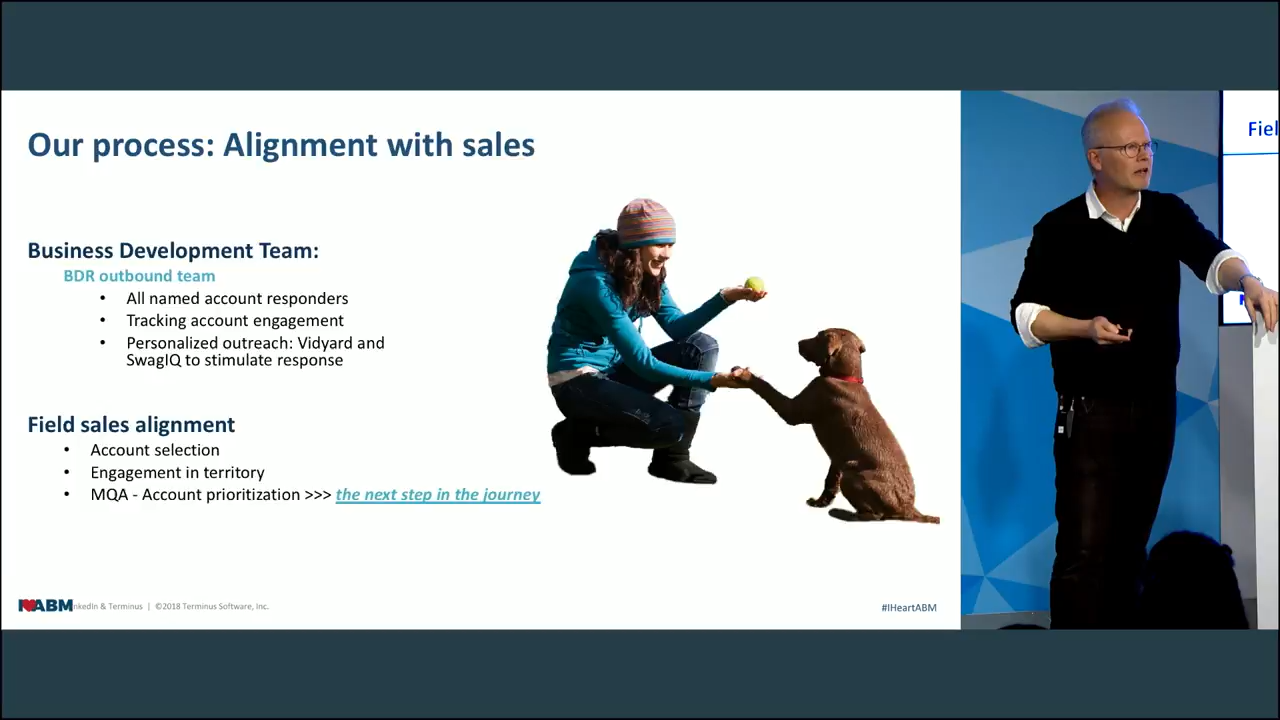 Our process: Alignment with sales
Business Development Team:
BDR outbound team
• All named account responders
• Tracking account engagement
• Personalized outreach: Vidyard and
SwagIQ to stimulate response
Field sales alignment
• Account selection
• Engagement in territory
• MQA - Account prioritization >>> the next step in the journey
I ABM nkedIn & Terminus | ©2018 Terminus Software, Inc.
#IHeartABM
Fiel